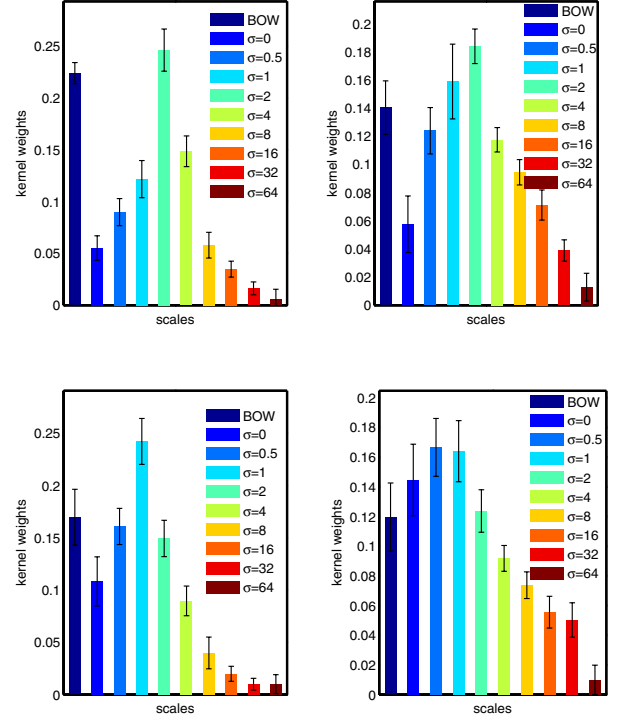 0.25
0.2
0.15
0.1
0.05
0
kernel weights
scales
BOW
σ=0
σ=0.5
σ=1
σ=2
σ=4
σ=8
σ=16
σ=32
σ=64
0.2
0.18
0.16
0.14
0.12
0.1
0.08
0.06
0.04
0.02
0
kernel weights
scales
BOW
σ=0
σ=0.5
σ=1
σ=2
σ=4
σ=8
σ=16
σ=32
σ=64
0.25
0.2
0.15
0.1
0.05
0
kernel weights
scales
BOW
σ=0
σ=0.5
σ=1
σ=2
σ=4
σ=8
σ=16
σ=32
σ=64
0.2
0.18
0.16
0.14
0.12
0.1
0.08
0.06
0.04
0.02
0
kernel weights
scales
BOW
σ=0
σ=0.5
σ=1
σ=2
σ=4
σ=8
σ=16
σ=32
σ=64